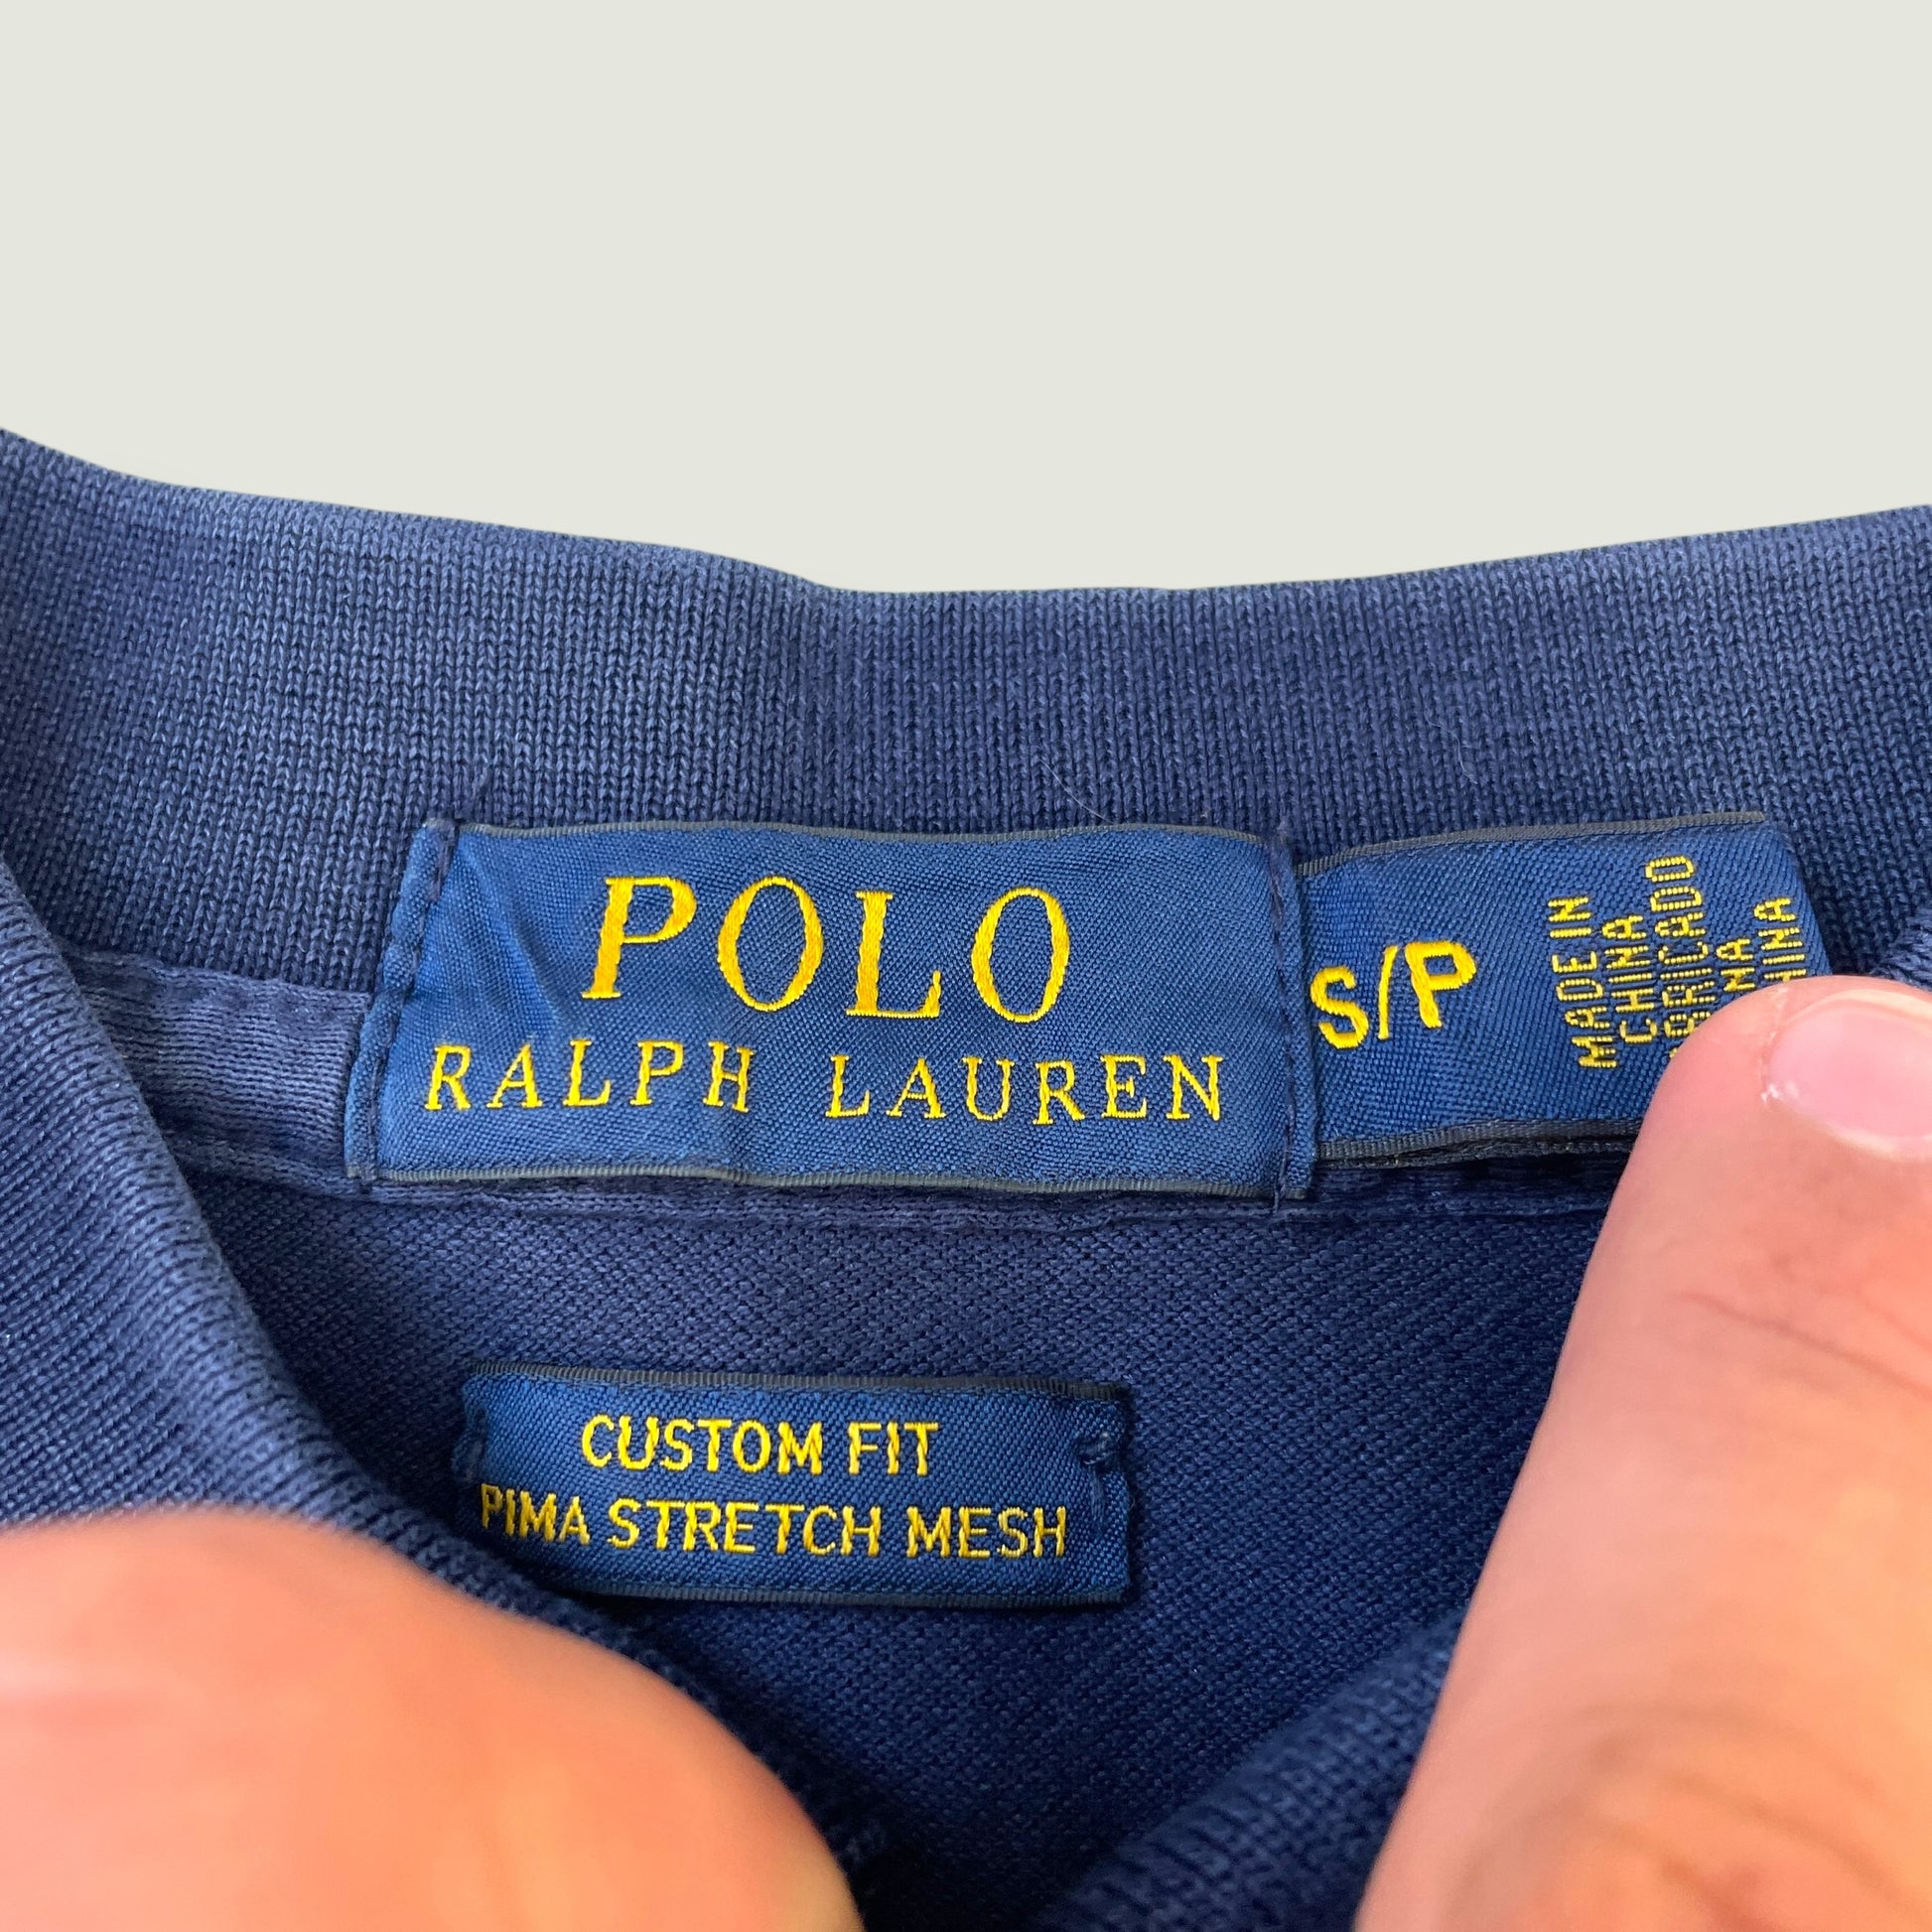 POLO
RALPH LAUREN
S/P
MADE IN
CHINA
CUSTOM FIT
PIMA STRETCH MESH